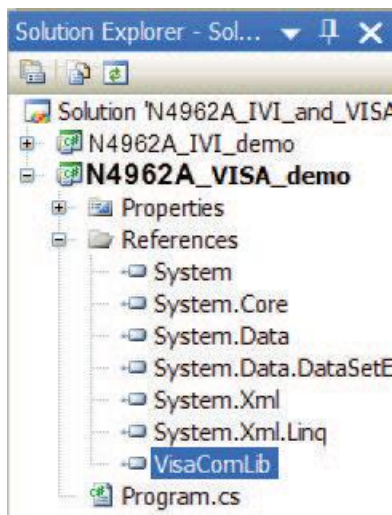 Solution Explorer - Sol...
Solution 'N4962A_IVI_and_VISA
N4962A_IVI_demo
N4962A_VISA_demo
Properties
References
System
System.Core
System.Data
System.Data.DataSetE
System.Xml
System.Xml.Linq
VisaComLib
Program.cs